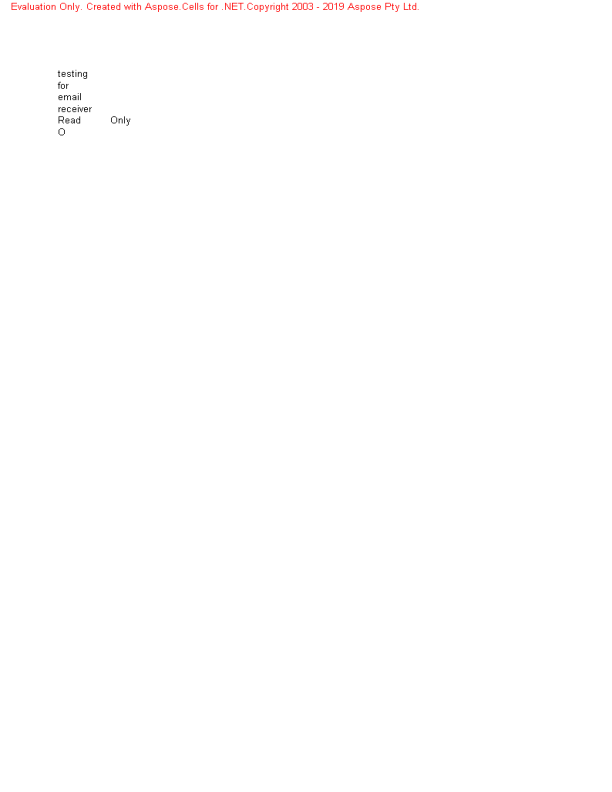 Evaluation Only. Created with Aspose.Cells for .NET.Copyright 2003 - 2019 Aspose Pty Ltd.
testing
for
email
receiver
Read Only
O